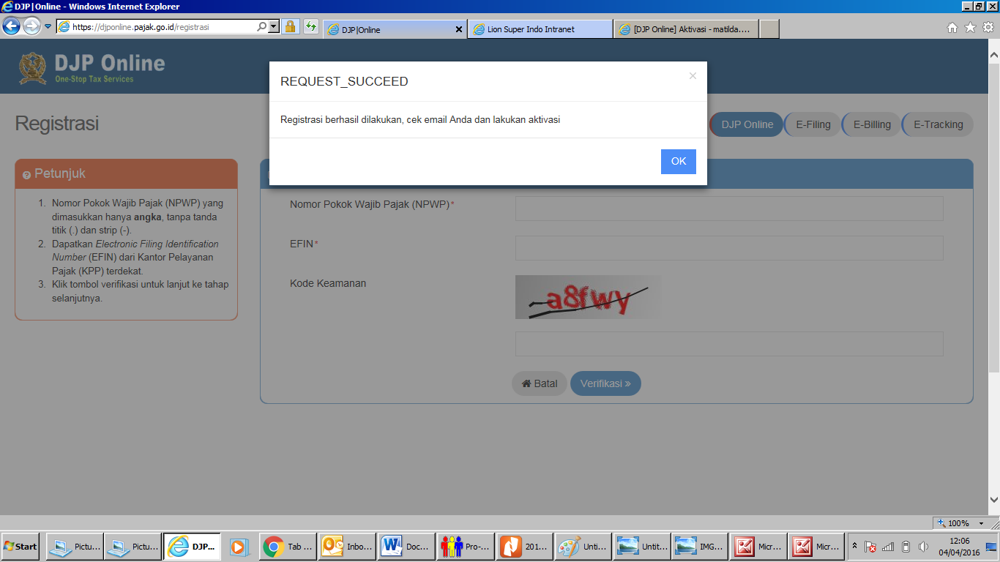 DJP|Online - Windows Internet Explorer
https://djponline.pajak.go.id/registrasi
DJP|Online
Lion Super Indo Intranet
[DJP Online] Aktivasi - matilda....
DJP Online
One-Stop Tax Services
REQUEST_SUCCEED
×
Registrasi berhasil dilakukan, cek email Anda dan lakukan aktivasi
OK
Registrasi
DJP Online
E-Filing
E-Billing
E-Tracking
Petunjuk
1. Nomor Pokok Wajib Pajak (NPWP) yang
dimasukkan hanya angka, tanpa tanda
titik (.) dan strip (-).
2. Dapatkan Electronic Filing Identification
Number (EFIN) dari Kantor Pelayanan
Pajak (KPP) terdekat.
3. Klik tombol verifikasi untuk lanjut ke tahap
selanjutnya.
Nomor Pokok Wajib Pajak (NPWP)*
EFIN*
Kode Keamanan
a8fwy
Batal
Verifikasi »
100%
Start
Pictu...
Pictu...
DJP...
Tab ...
Inbo...
Doc...
Pro-...
201...
Unti...
Untit...
IMG...
Micr...
Micr...
12:06
04/04/2016